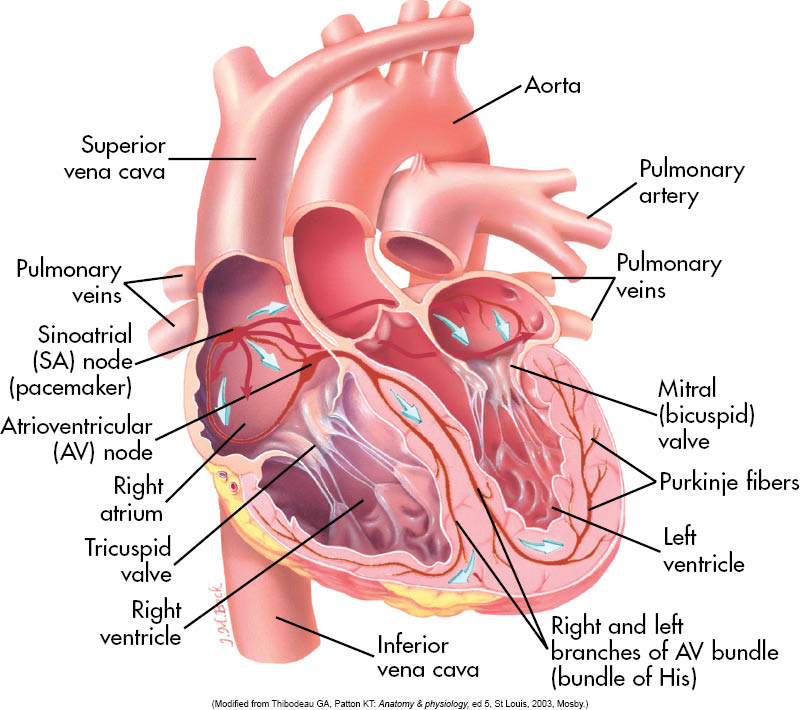 Aorta
Superior
vena cava
Pulmonary
artery
Pulmonary
veins
Pulmonary
veins
Sinoatrial
(SA) node
(pacemaker)
Mitral
(bicuspid)
valve
Atrioventricular
(AV) node
Purkinje fibers
Right
atrium
Left
ventricle
Tricuspid
valve
Right
ventricle
Inferior
vena cava
Right and left
branches of AV bundle
(bundle of His)
J.M.Beck
(Modified from Thibodeau GA, Patton KT: Anatomy & physiology, ed 5, St Louis, 2003, Mosby.)